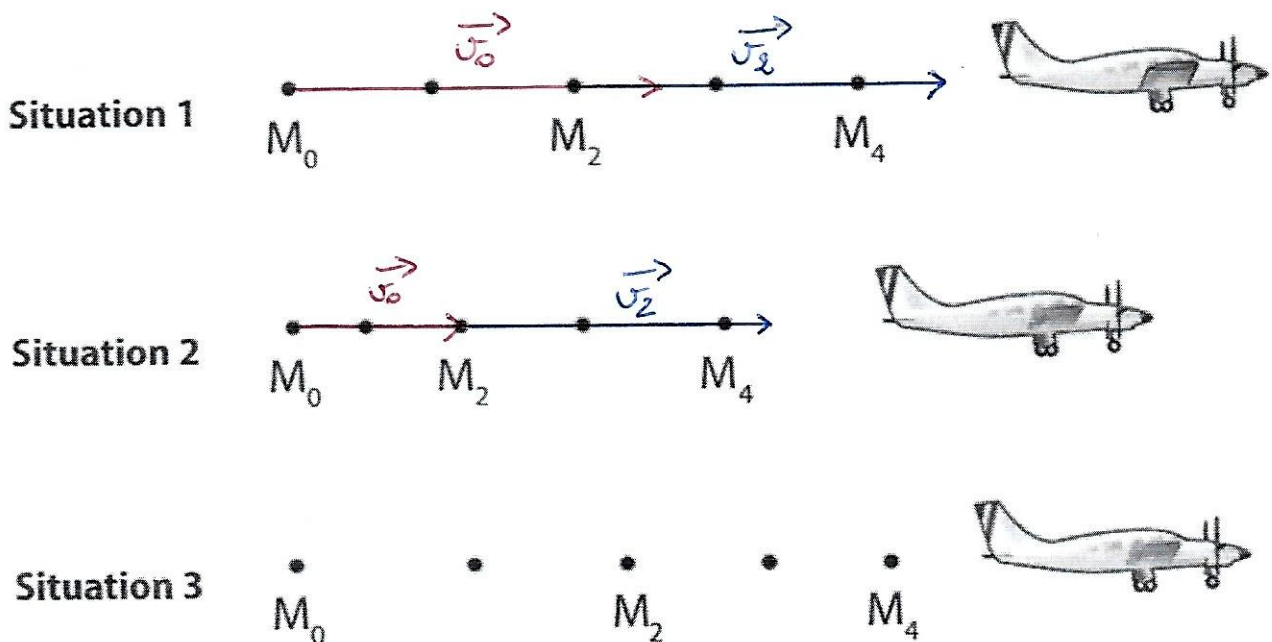 v₀ v₂
Situation 1
M₀ M₂ M₄
v₀ v₂
Situation 2
M₀ M₂ M₄
Situation 3
M₀ M₂ M₄